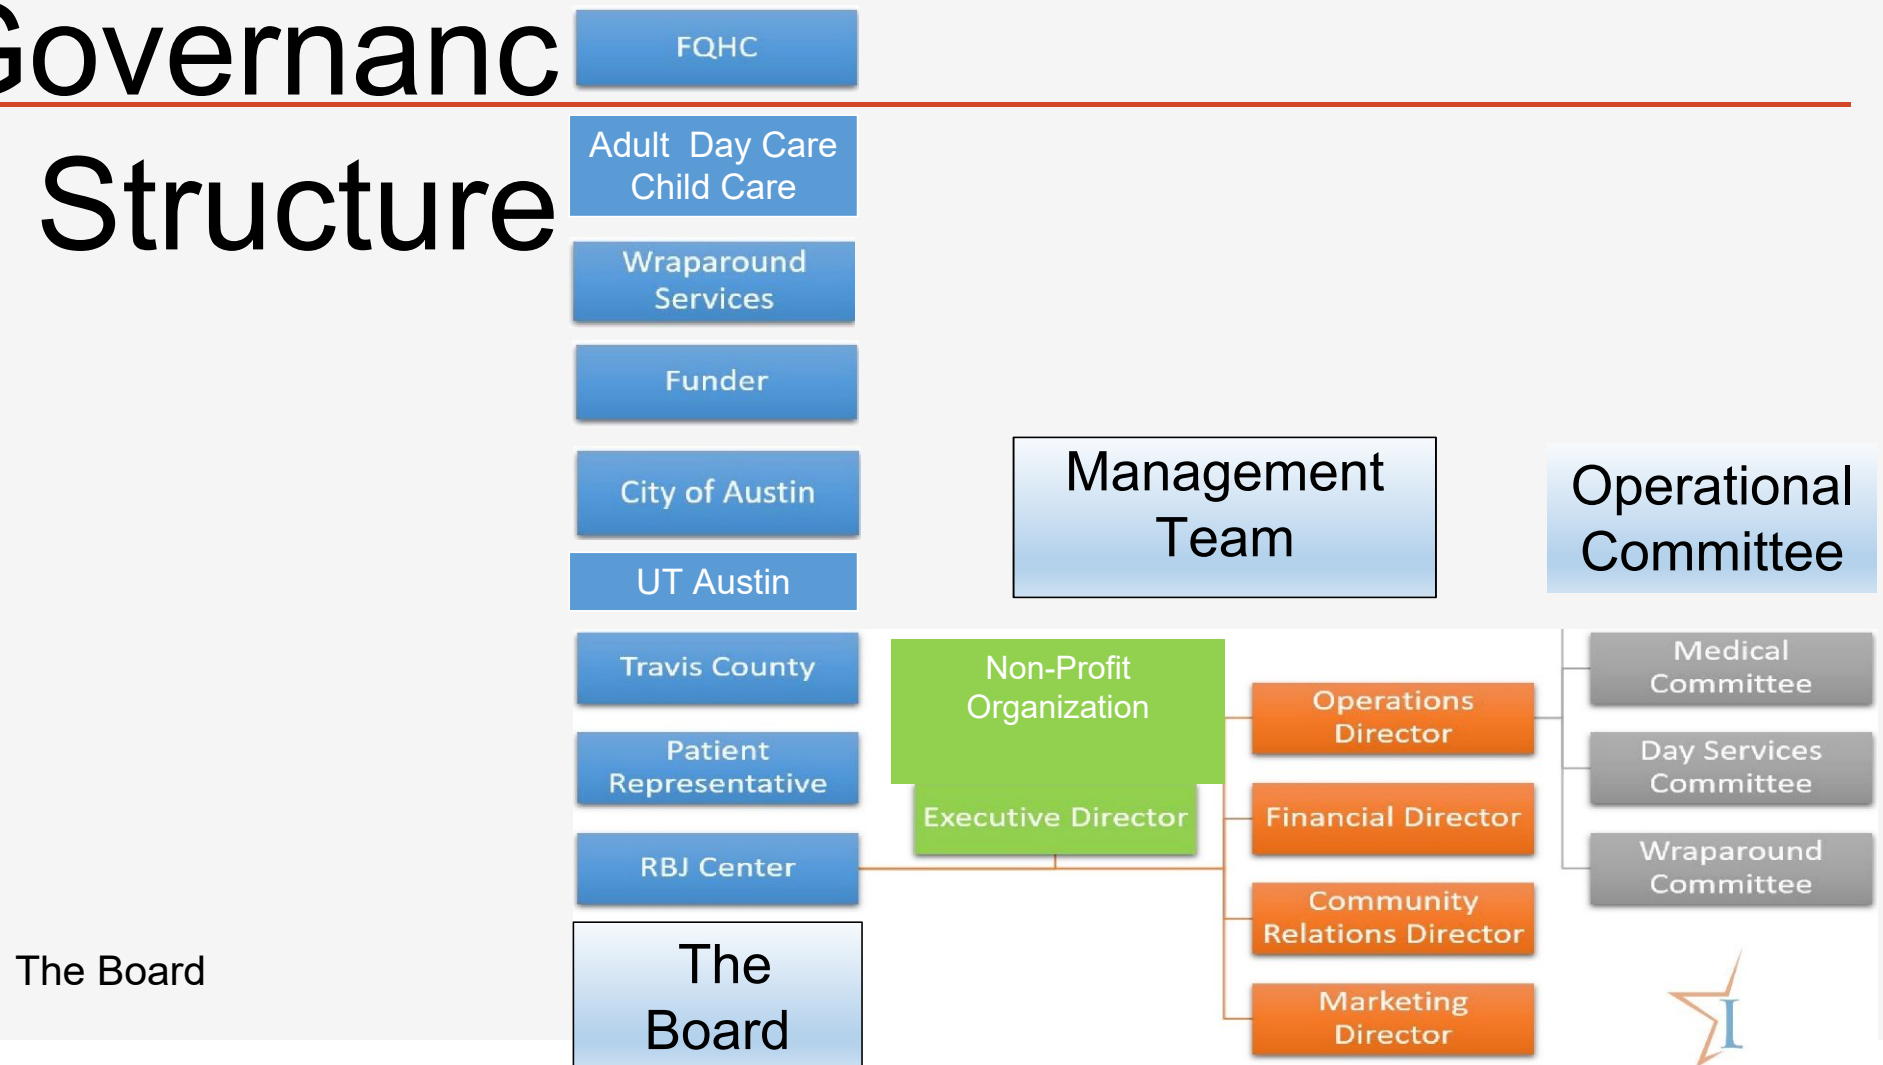 Governanc
Structure
FQHC
Adult Day Care
Child Care
Wraparound
Services
Funder
City of Austin
UT Austin
Travis County
Patient
Representative
RBJ Center
The
Board
The Board
Management
Team
Non-Profit
Organization
Executive Director
Operations
Director
Financial Director
Community
Relations Director
Marketing
Director
Operational
Committee
Medical
Committee
Day Services
Committee
Wraparound
Committee
I